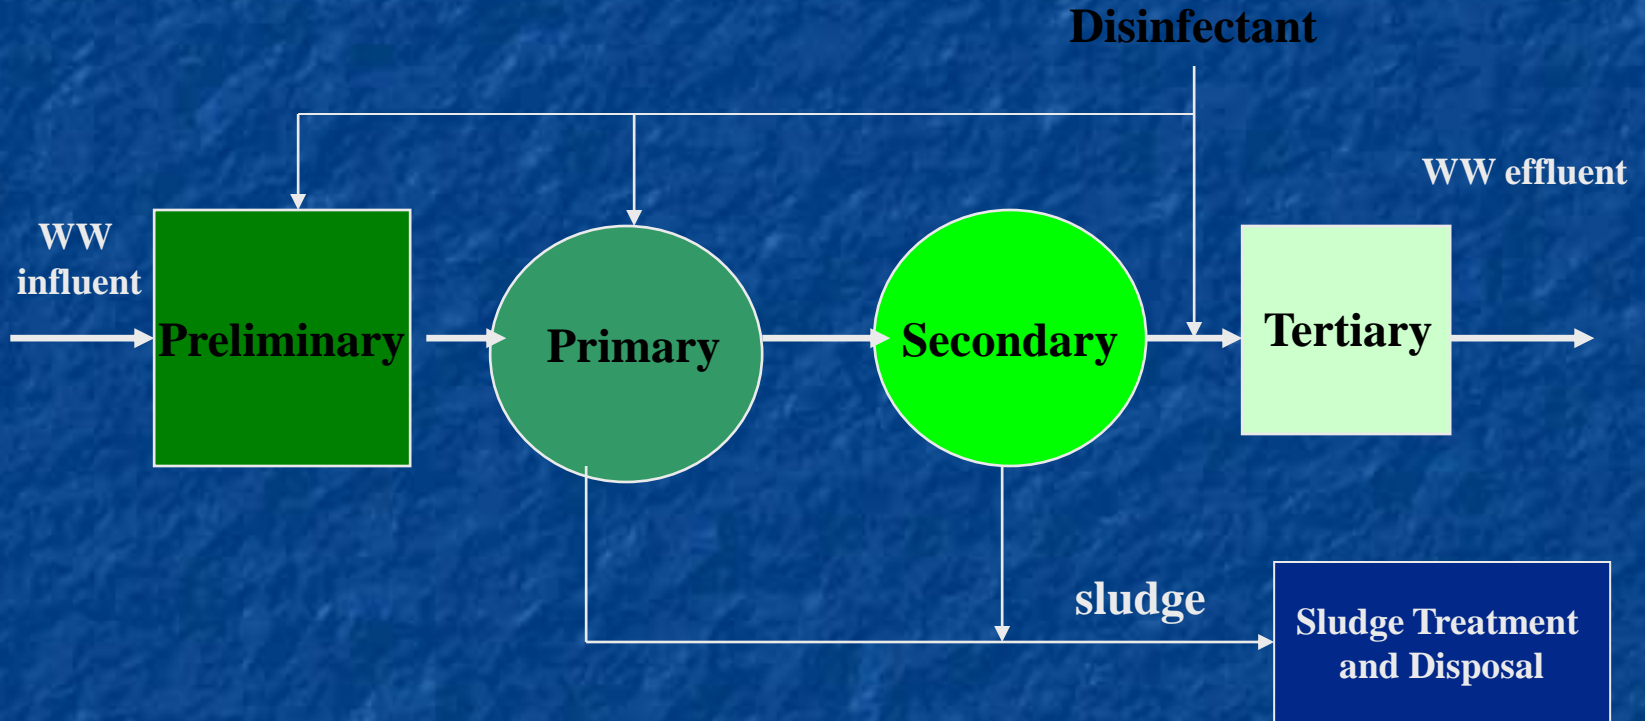 Disinfectant
WW effluent
WW
influent
Preliminary
Primary
Secondary
Tertiary
sludge
Sludge Treatment
and Disposal